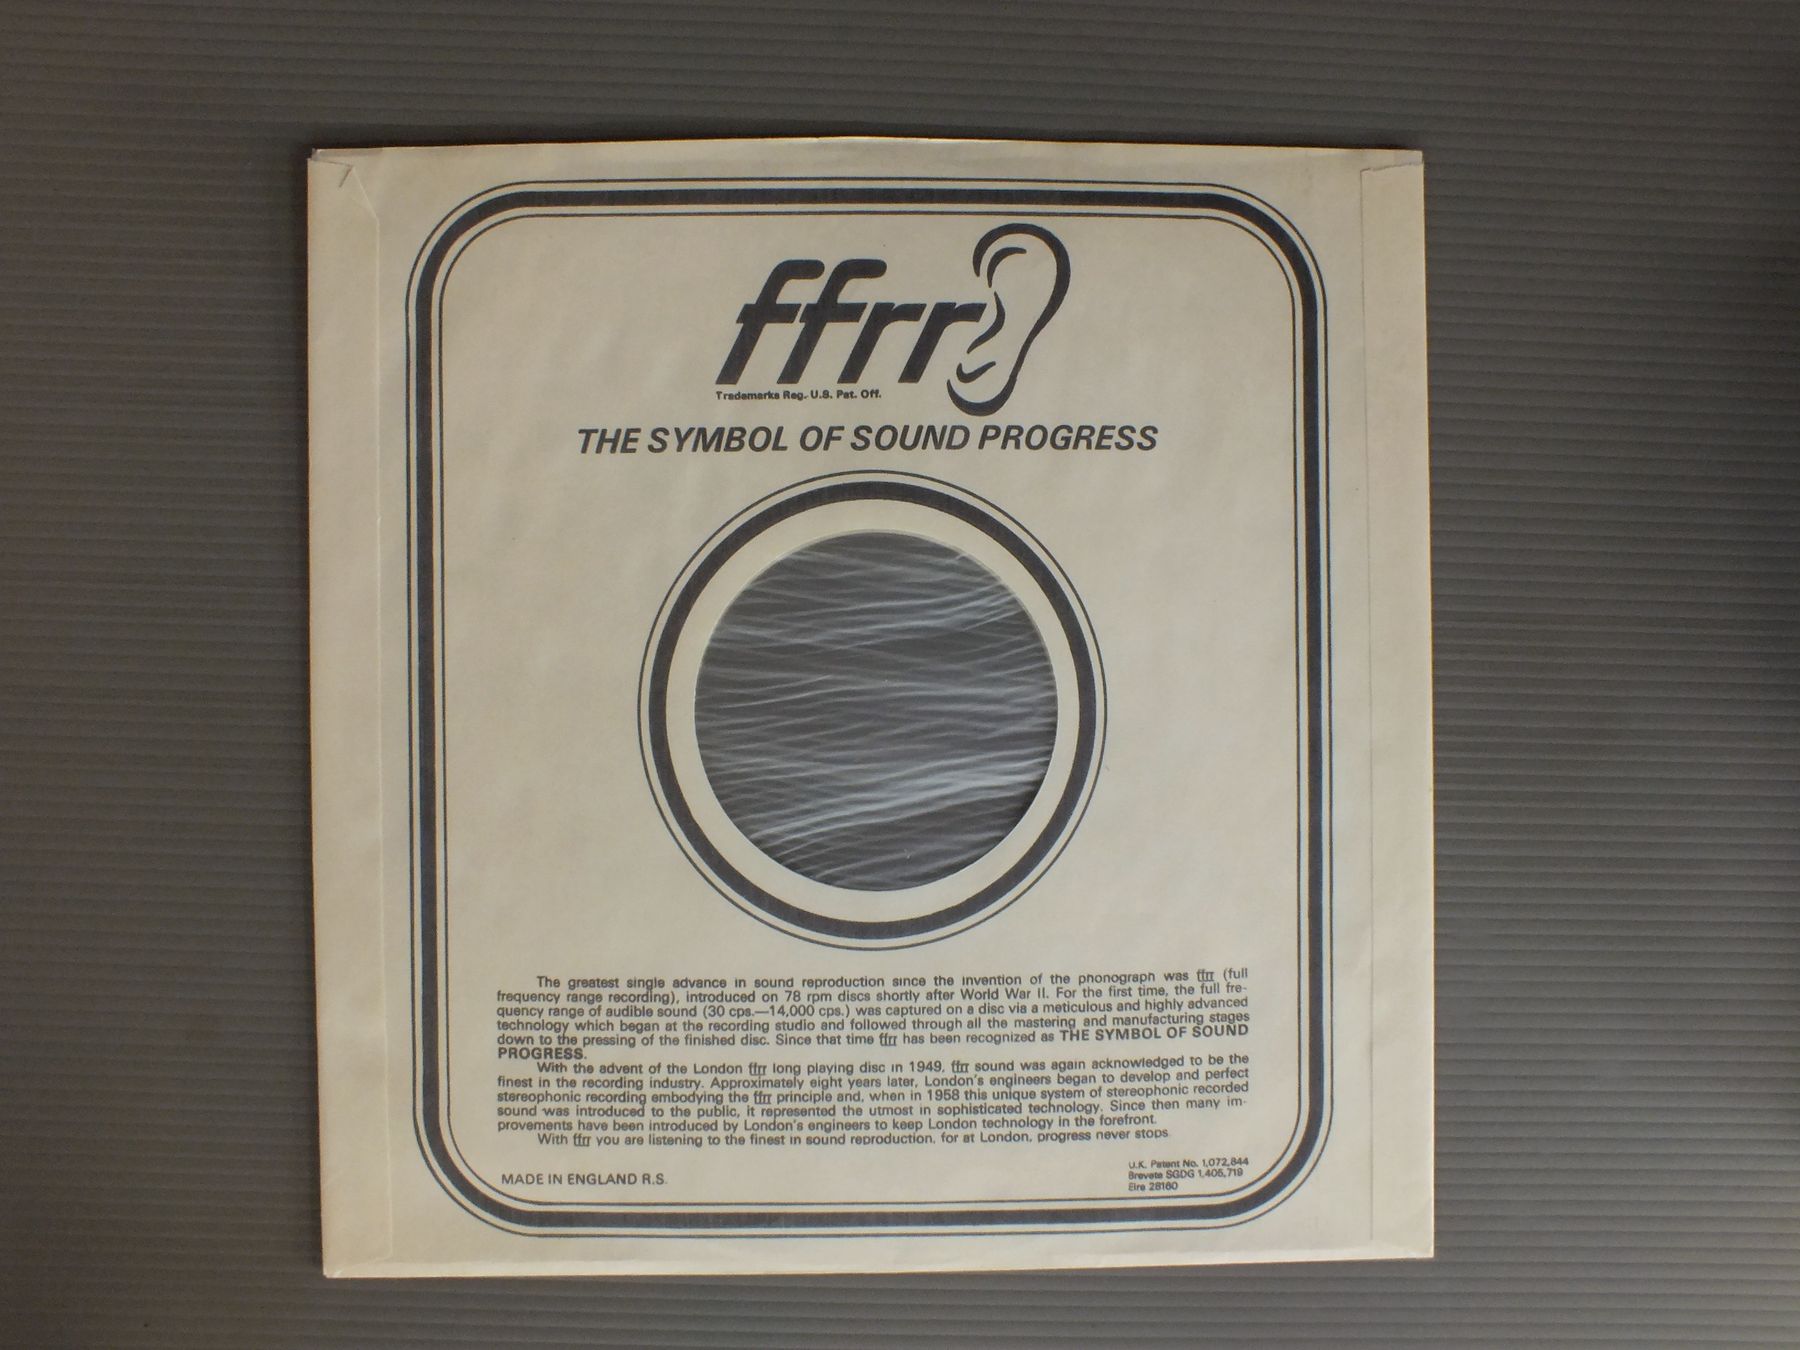 ffrr
Trademarks Reg. U.S. Pat. Off.
THE SYMBOL OF SOUND PROGRESS
The greatest single advance in sound reproduction since the invention of the phonograph was ffrr (full
frequency range recording), introduced on 78 rpm discs shortly after World War II. For the first time, the full fre-
quency range of audible sound (30 cps.—14,000 cps.) was captured on a disc via a meticulous and highly advanced
technology which began at the recording studio and followed through all the mastering and manufacturing stages
down to the pressing of the finished disc. Since that time ffrr has been recognized as THE SYMBOL OF SOUND
PROGRESS.
With the advent of the London ffrr long playing disc in 1949, ffrr sound was again acknowledged to be the
finest in the recording industry. Approximately eight years later, London's engineers began to develop and perfect
stereophonic recording embodying the ffrr principle and, when in 1958 this unique system of stereophonic recorded
sound was introduced to the public, it represented the utmost in sophisticated technology. Since then many im-
provements have been introduced by London's engineers to keep London technology in the forefront.
With ffrr you are listening to the finest in sound reproduction, for at London, progress never stops
MADE IN ENGLAND R.S.
U.K. Patent No. 1,072,844
Brevete SGDG 1,405,719
Eire 28160